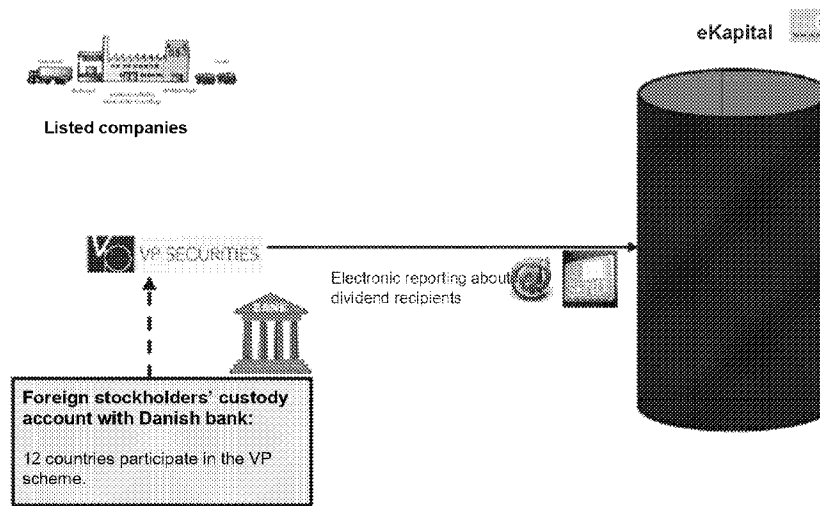 eKapital
Listed companies
VP SECURITIES
Electronic reporting about
dividend recipients
Foreign stockholders' custody
account with Danish bank:
12 countries participate in the VP
scheme.